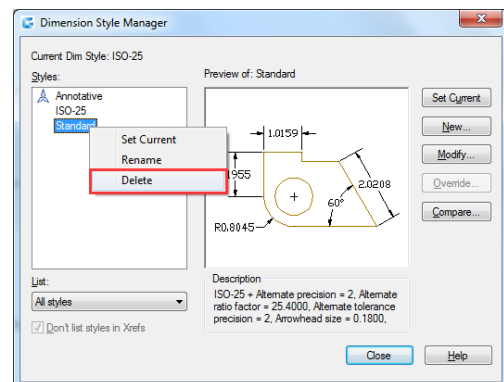 Dimension Style Manager
Current Dim Style: ISO-25
Styles:
Annotative
ISO-25
Standard
Set Current
Rename
Delete
Preview of: Standard
1.0159
1955
2.0208
60°
R0.8045
Set Current
New...
Modify...
Override...
Compare...
List:
All styles
Don't list styles in Xrefs
Description
ISO-25 + Alternate precision = 2, Alternate
ratio factor = 25.4000, Alternate tolerance
precision = 2, Arrowhead size = 0.1800,
Close
Help